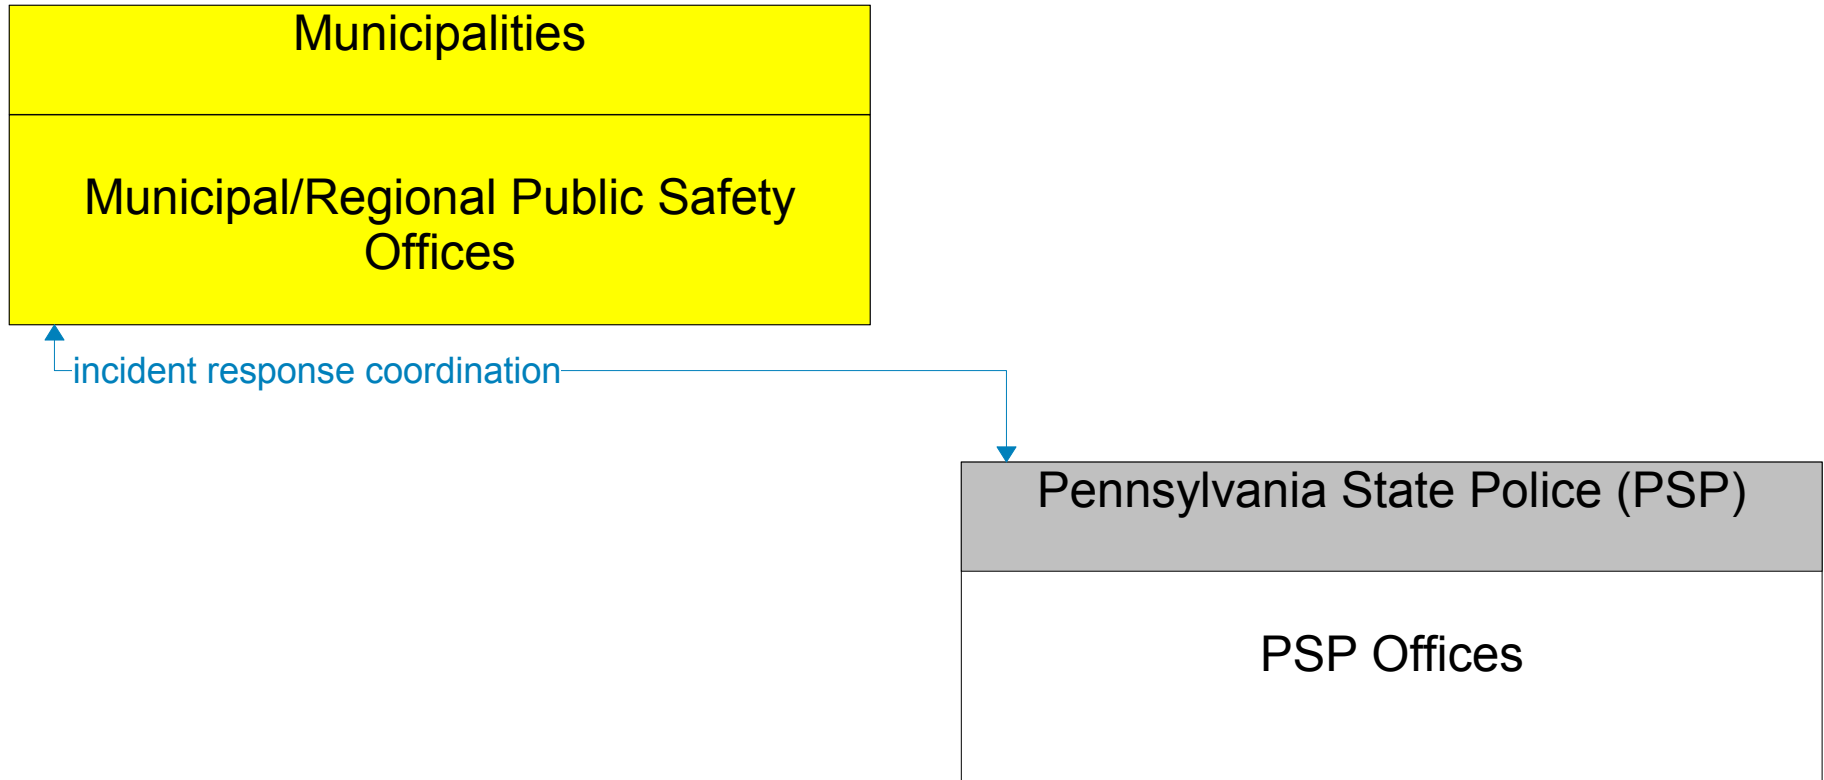 Municipalities
Municipal/Regional Public Safety
Offices
incident response coordination
Pennsylvania State Police (PSP)
PSP Offices